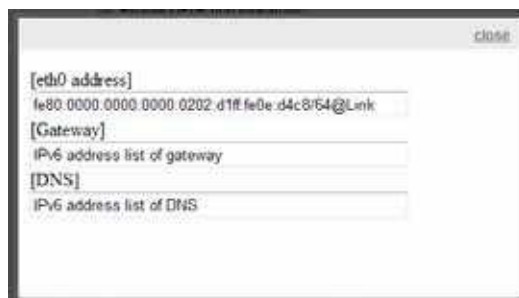 close
[eth0 address]
fe80:0000:0000:0000:0202:d1ff:fe0e:d4c8/64@Link
[Gateway]
IPv6 address list of gateway
[DNS]
IPv6 address list of DNS